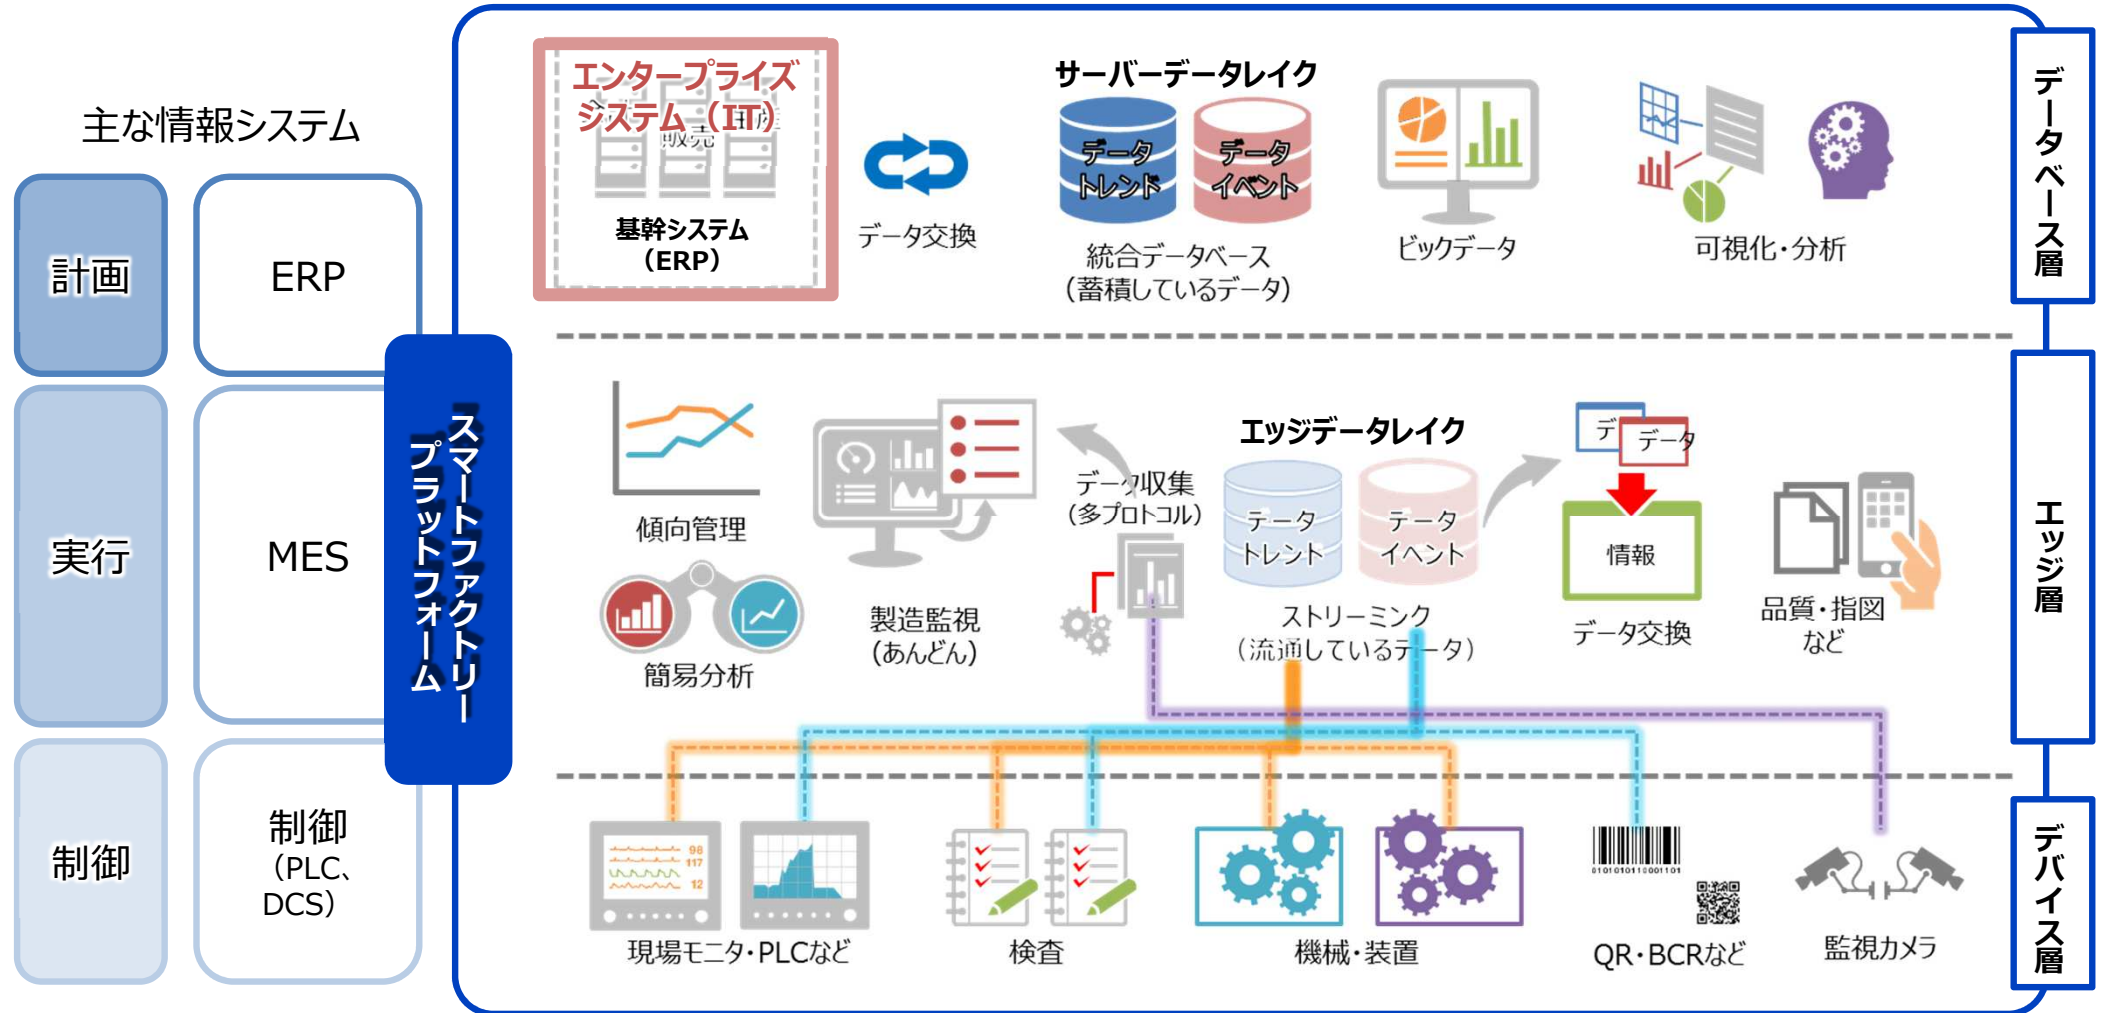 主な情報システム
計画
ERP
実行
MES
制御
制御
（PLC、
DCS）
スマートファクトリー
プラットフォーム
エンタープライズ
システム（IT）
販売
基幹システム
（ERP）
データ交換
サーバーデータレイク
データ
トレンド
データ
イベント
統合データベース
（蓄積しているデータ）
ビックデータ
可視化・分析
データベース層
傾向管理
簡易分析
製造監視
（あんどん）
データ収集
（多プロトコル）
エッジデータレイク
データ
トレンド
データ
イベント
ストリーミング
（流通しているデータ）
デ
データ
情報
データ交換
品質・指図
など
エッジ層
98
117
12
現場モニタ・PLCなど
検査
機械・装置
0101010110001101
QR・BCRなど
監視カメラ
デバイス層